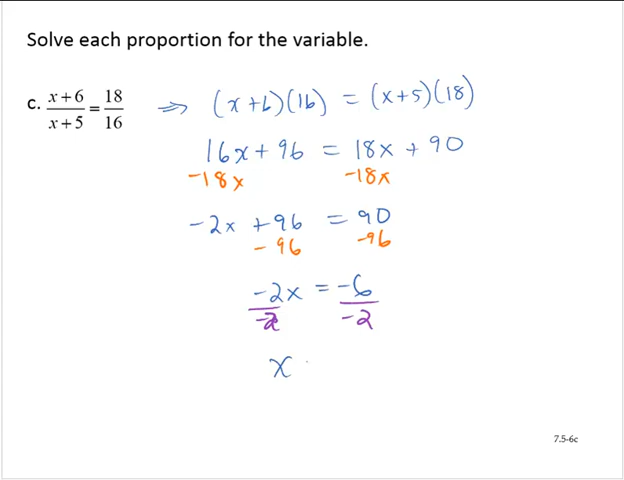 Solve each proportion for the variable.
c. (x+6)/(x+5) = 18/16 ⇒ (x+6)(16) = (x+5)(18)
16x+96 = 18x+90
-18x -18x
-2x +96 = 90
-96 -96
-2x = -6
-2 -2
x
7.5-6c